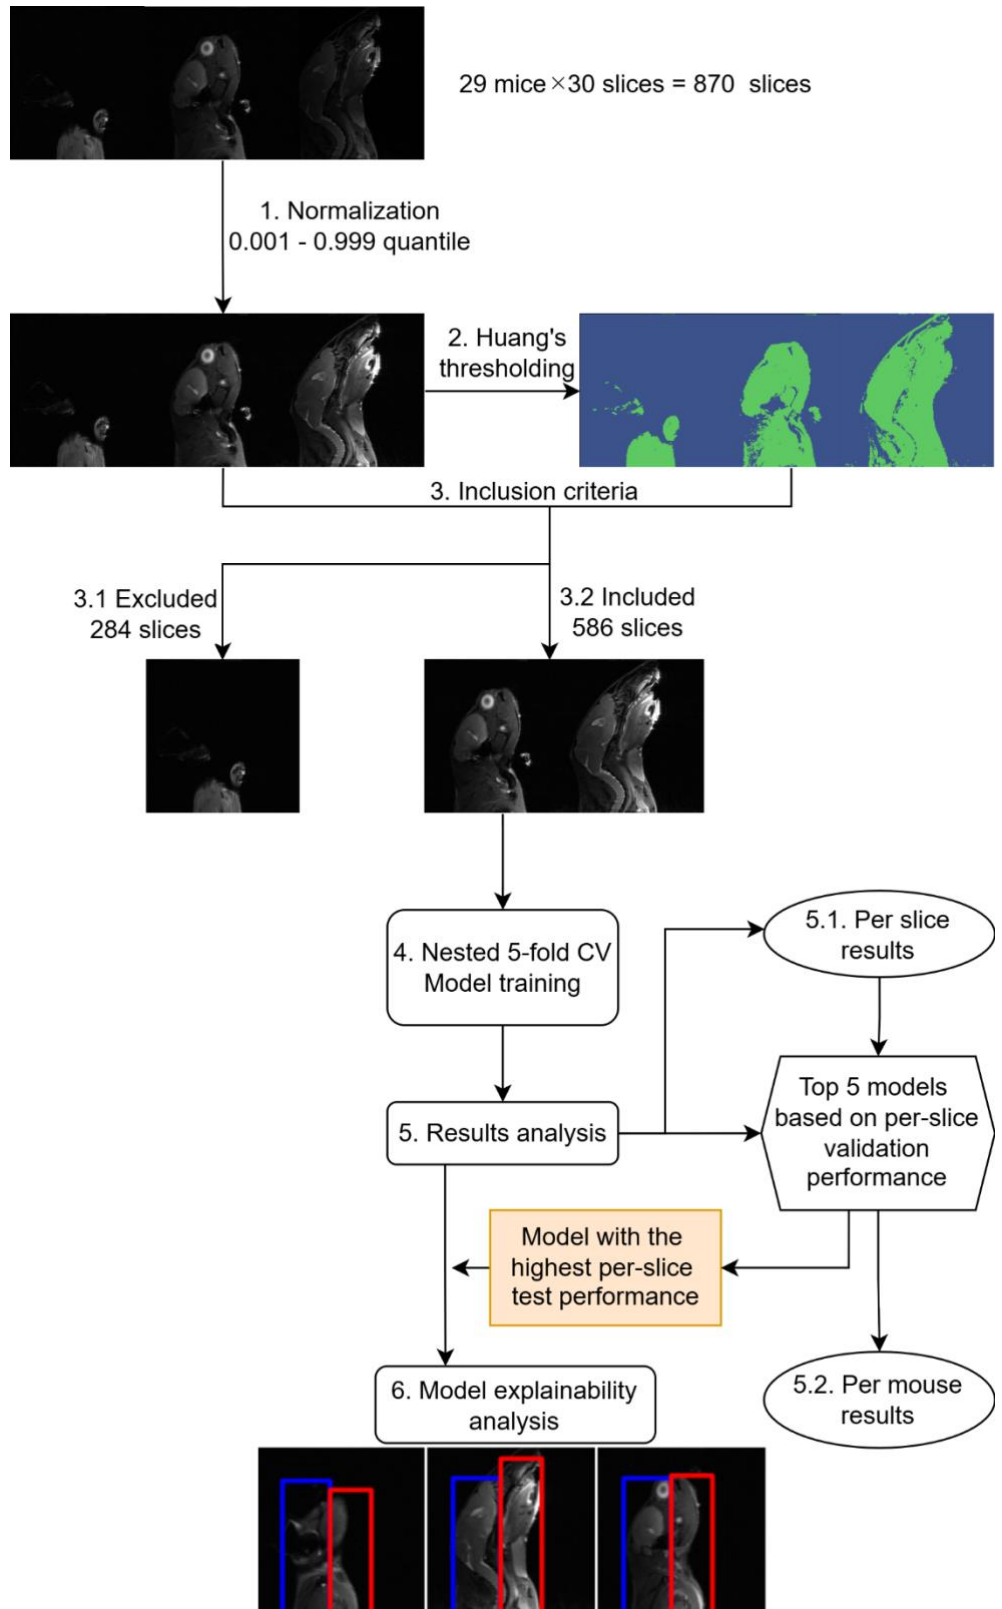 29 mice×30 slices = 870 slices
1. Normalization
0.001 - 0.999 quantile
2. Huang's
thresholding
3. Inclusion criteria
3.1 Excluded
284 slices
3.2 Included
586 slices
4. Nested 5-fold CV
Model training
5.1. Per slice
results
5. Results analysis
Top 5 models
based on per-slice
validation
performance
Model with the
highest per-slice
test performance
5.2. Per mouse
results
6. Model explainability
analysis